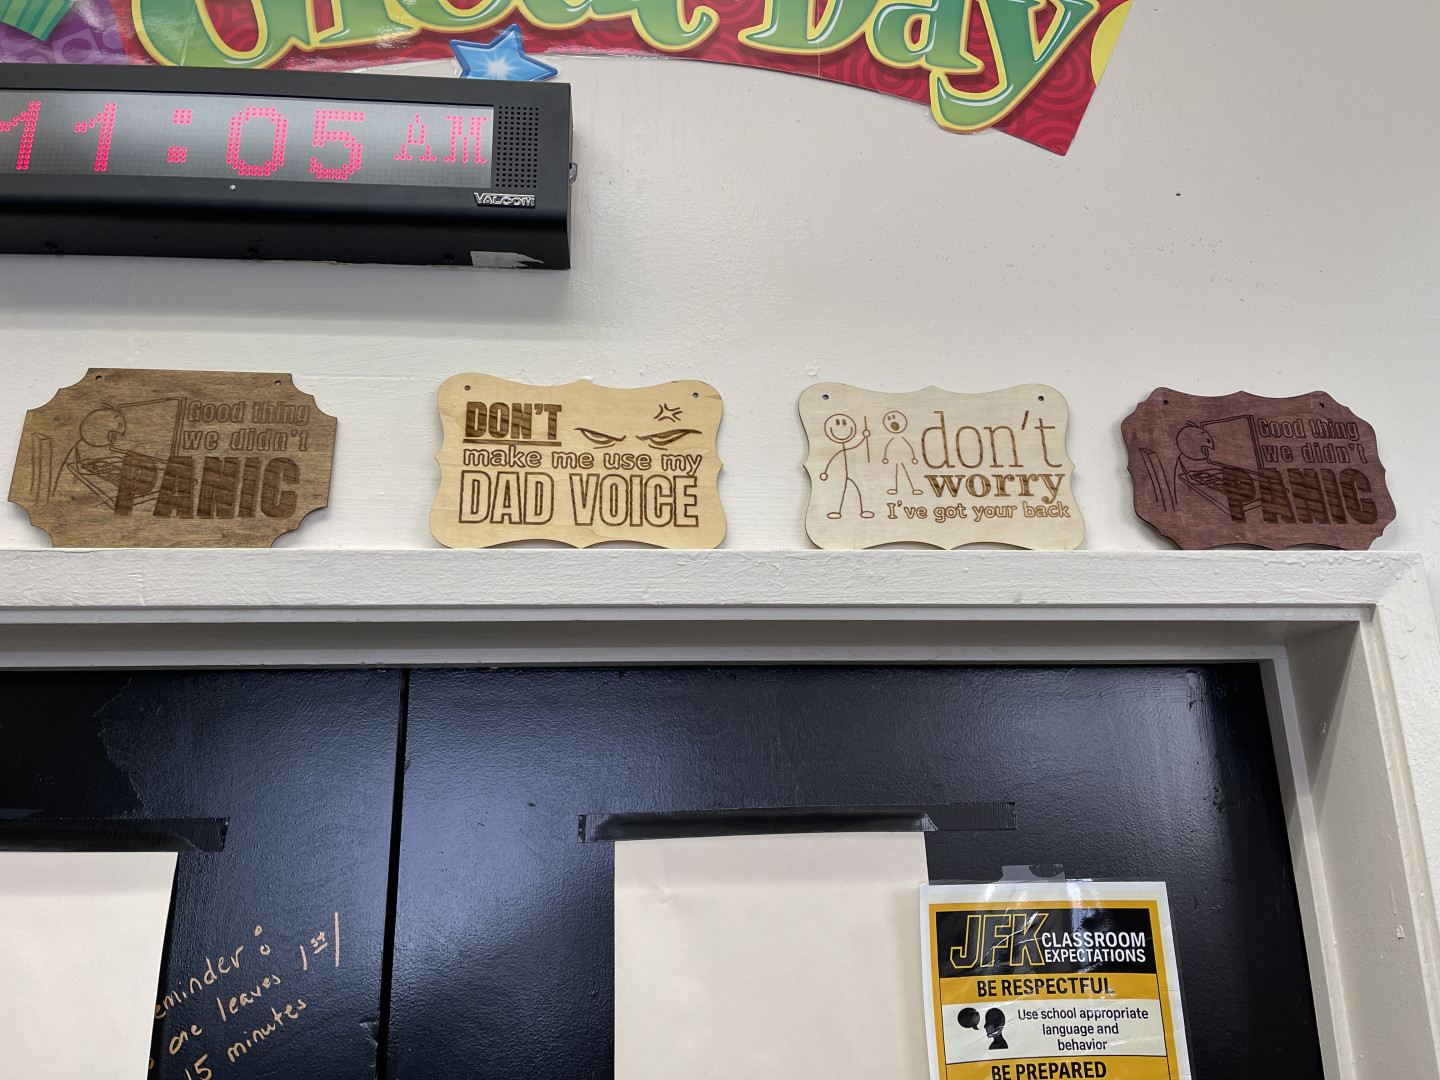 Great Day
11:05 AM
VALCOM
Good thing
we didn't
PANIC
DON'T
make me use my
DAD VOICE
don't
worry
I've got your back
Good thing
we didn't
PANIC
eminder:
one leaves 1st
15 minutes
JFK CLASSROOM
EXPECTATIONS
BE RESPECTFUL
Use school appropriate
language and
behavior
BE PREPARED